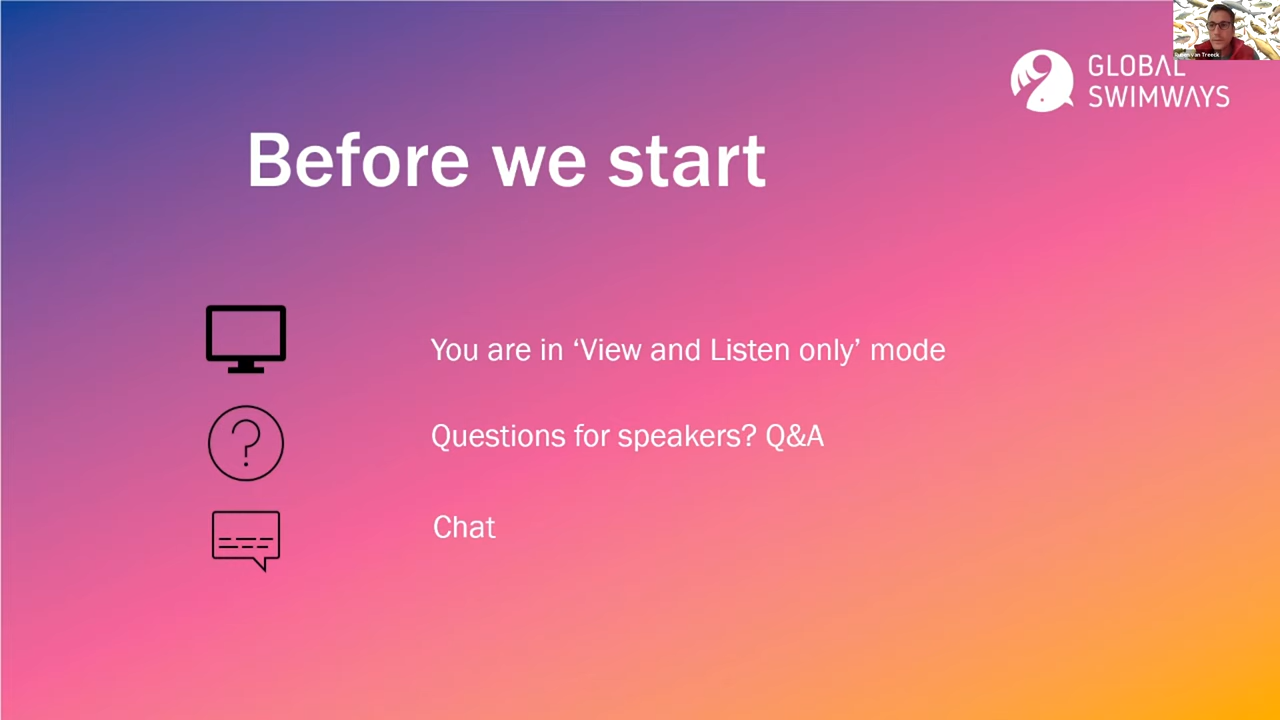 GLOBAL
SWIMWAYS
Before we start
You are in ‘View and Listen only’ mode
Questions for speakers? Q&A
Chat